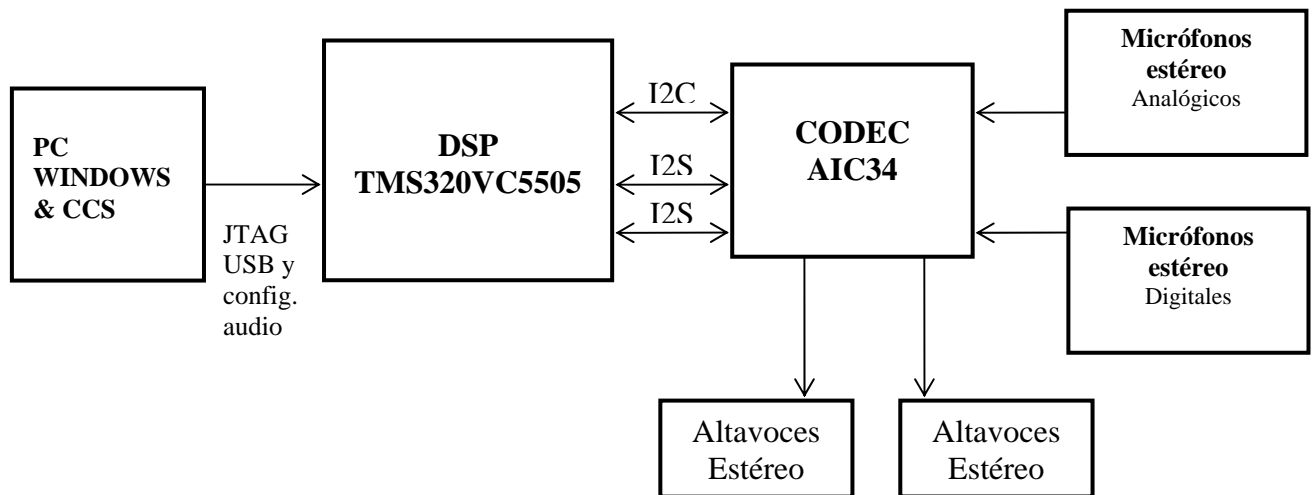 PC
WINDOWS
& CCS
JTAG
USB y
config.
audio
DSP
TMS320VC5505
I2C
I2S
I2S
CODEC
AIC34
Micrófonos
estéreo
Analógicos
Micrófonos
estéreo
Digitales
Altavoces
Estéreo
Altavoces
Estéreo